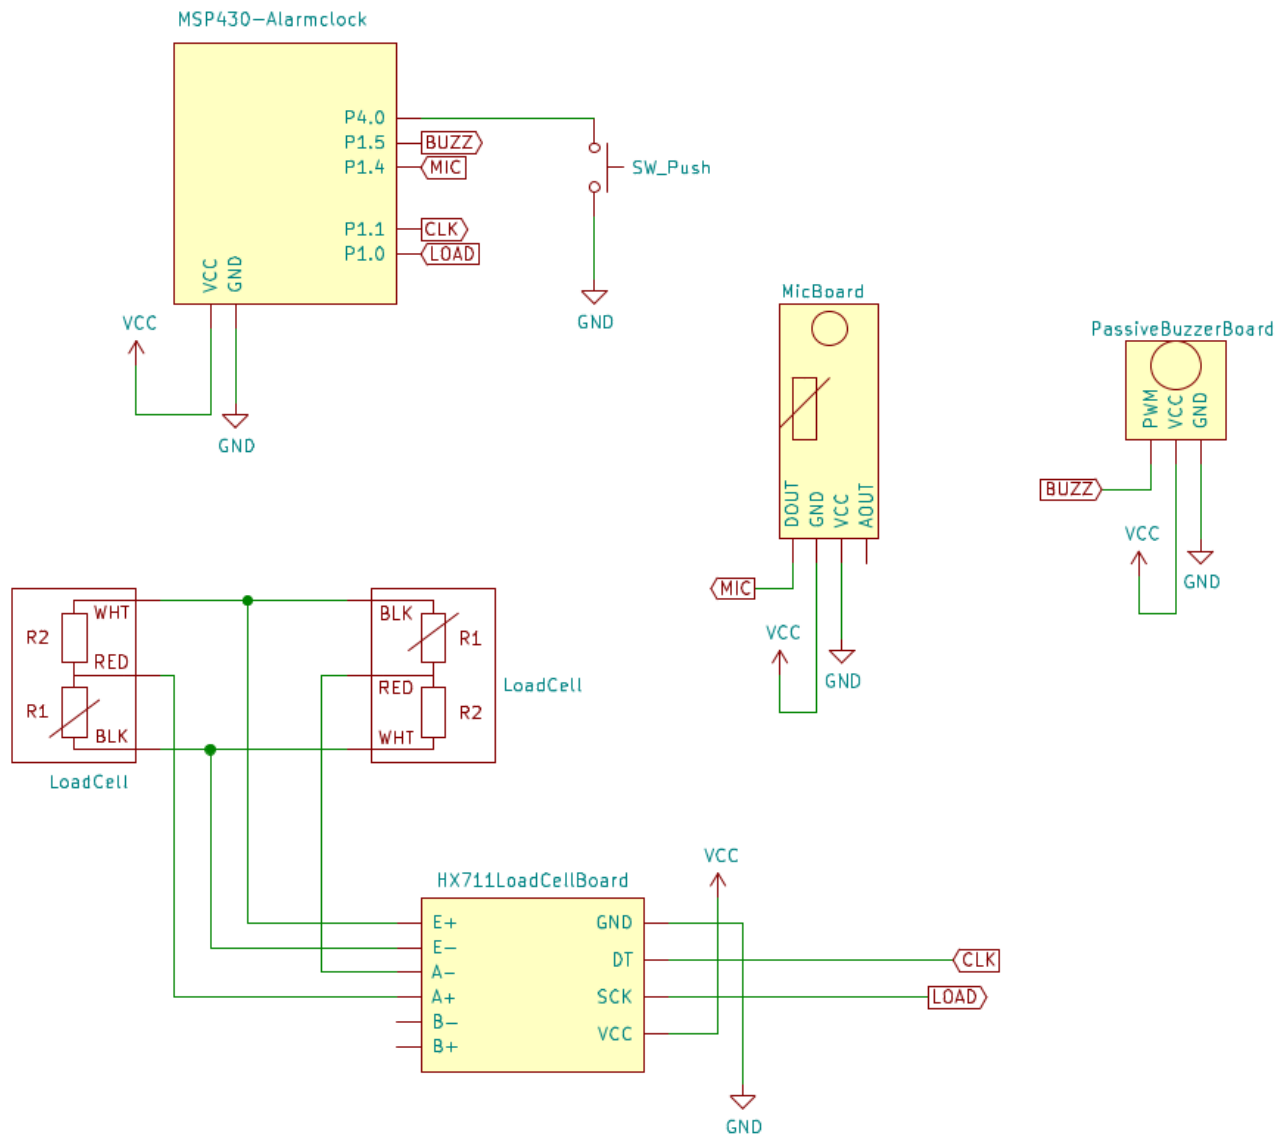 MSP430-Alarmclock
P4.0
P1.5
BUZZ
P1.4
MIC
SW_Push
P1.1
CLK
P1.0
LOAD
VCC
GND
VCC
GND
GND
MicBoard
DOUT
GND
VCC
AOUT
MIC
VCC
GND
PassiveBuzzerBoard
PWM
VCC
GND
BUZZ
VCC
GND
WHT
R2
RED
R1
BLK
LoadCell
BLK
R1
RED
R2
WHT
LoadCell
HX711LoadCellBoard
E+
E-
A-
A+
B-
B+
GND
DT
SCK
VCC
VCC
CLK
LOAD
GND